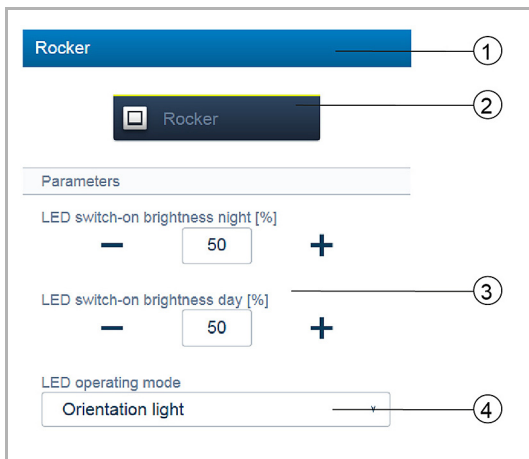 Rocker
1
Rocker
2
Parameters
LED switch-on brightness night [%]
50
LED switch-on brightness day [%]
3
50
LED operating mode
Orientation light
4